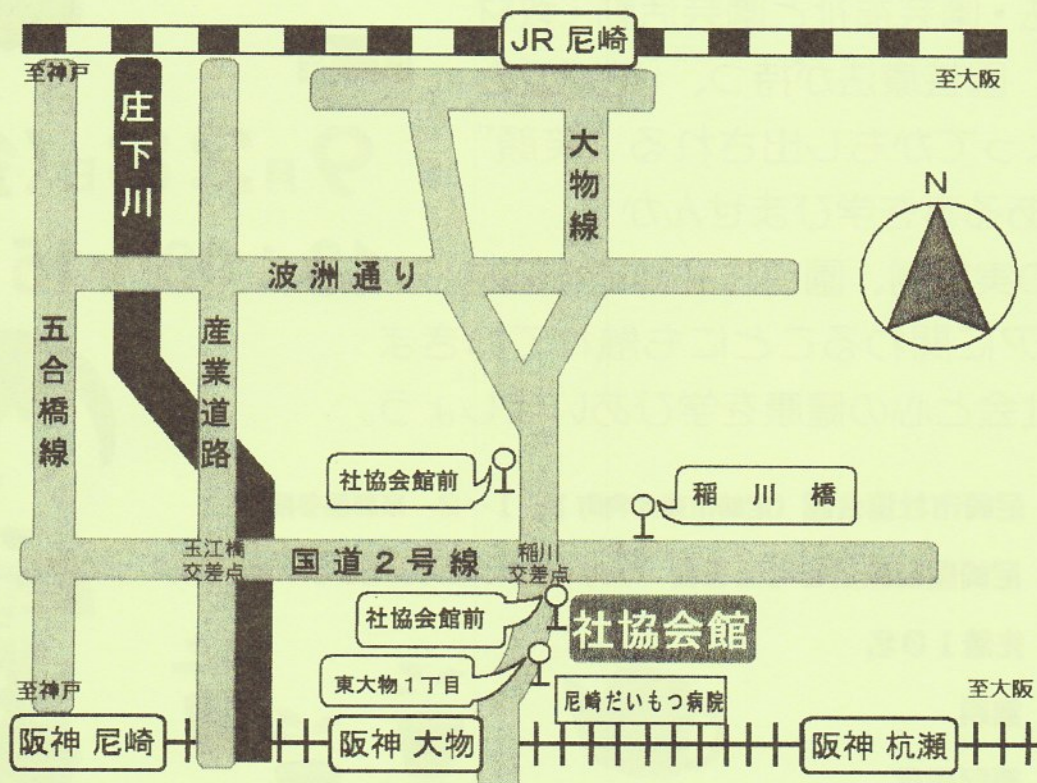 JR 尼崎
至神戸
至大阪
庄下川
大物線
N
波洲通り
五合橋線
産業道路
社協会館前
稲川橋
玉江橋
交差点
国道2号線
稲川
交差点
社協会館前
社協会館
東大物1丁目
尼崎だいもつ病院
至神戸
至大阪
阪神 尼崎
阪神 大物
阪神 杭瀬